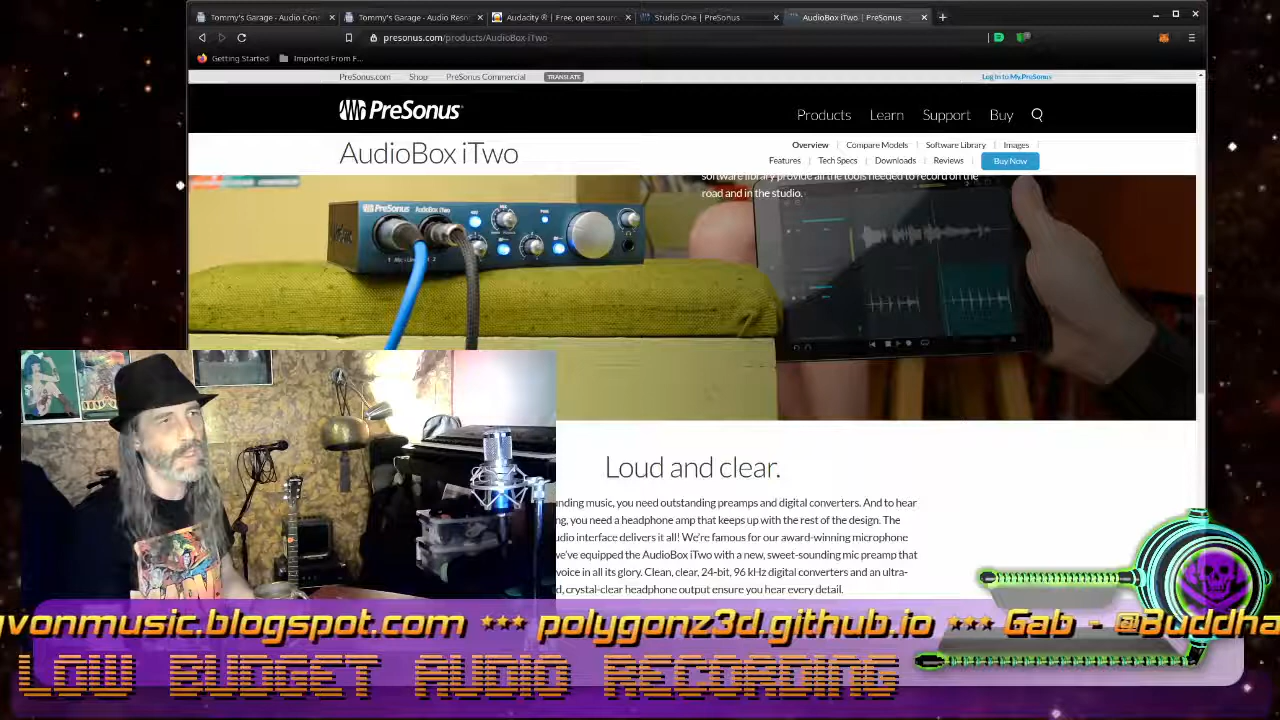 Tommy's Garage - Audio Con
Tommy's Garage - Audio Reso
Audacity ® | Free, open sourc
Studio One | PreSonus
AudioBox iTwo | PreSonus
presonus.com/products/AudioBox-iTwo
Getting Started
Imported From F...
PreSonus.com
Shop
PreSonus Commercial
TRANSLATE
Log In to My.PreSonus
PreSonus
Products
Learn
Support
Buy
AudioBox iTwo
Overview | Compare Models | Software Library | Images |
Features | Tech Specs | Downloads | Reviews | Buy Now
software library provide all the tools needed to record on the
road and in the studio.
PreSonus AudioBox iTwo
Loud and clear.
nding music, you need outstanding preamps and digital converters. And to hear
ng, you need a headphone amp that keeps up with the rest of the design. The
udio interface delivers it all! We're famous for our award-winning microphone
we've equipped the AudioBox iTwo with a new, sweet-sounding mic preamp that
voice in all its glory. Clean, clear, 24-bit, 96 kHz digital converters and an ultra-
d, crystal-clear headphone output ensure you hear every detail.
yvonmusic.blogspot.com *** polygonz3d.github.io *** Gab - @Buddha
LOW BUDGET AUDIO RECORDING